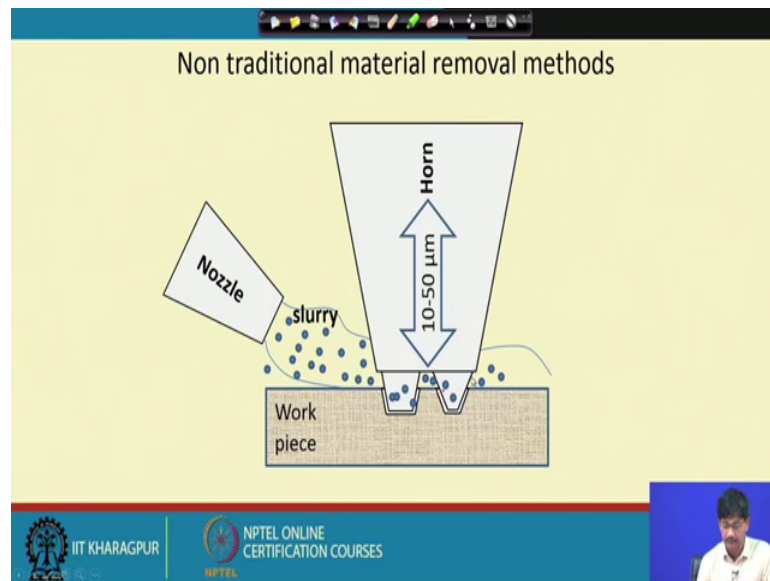 Non traditional material removal methods
Horn
10-50 μm
Nozzle
slurry
Work
piece
IIT KHARAGPUR
NPTEL
NPTEL ONLINE
CERTIFICATION COURSES